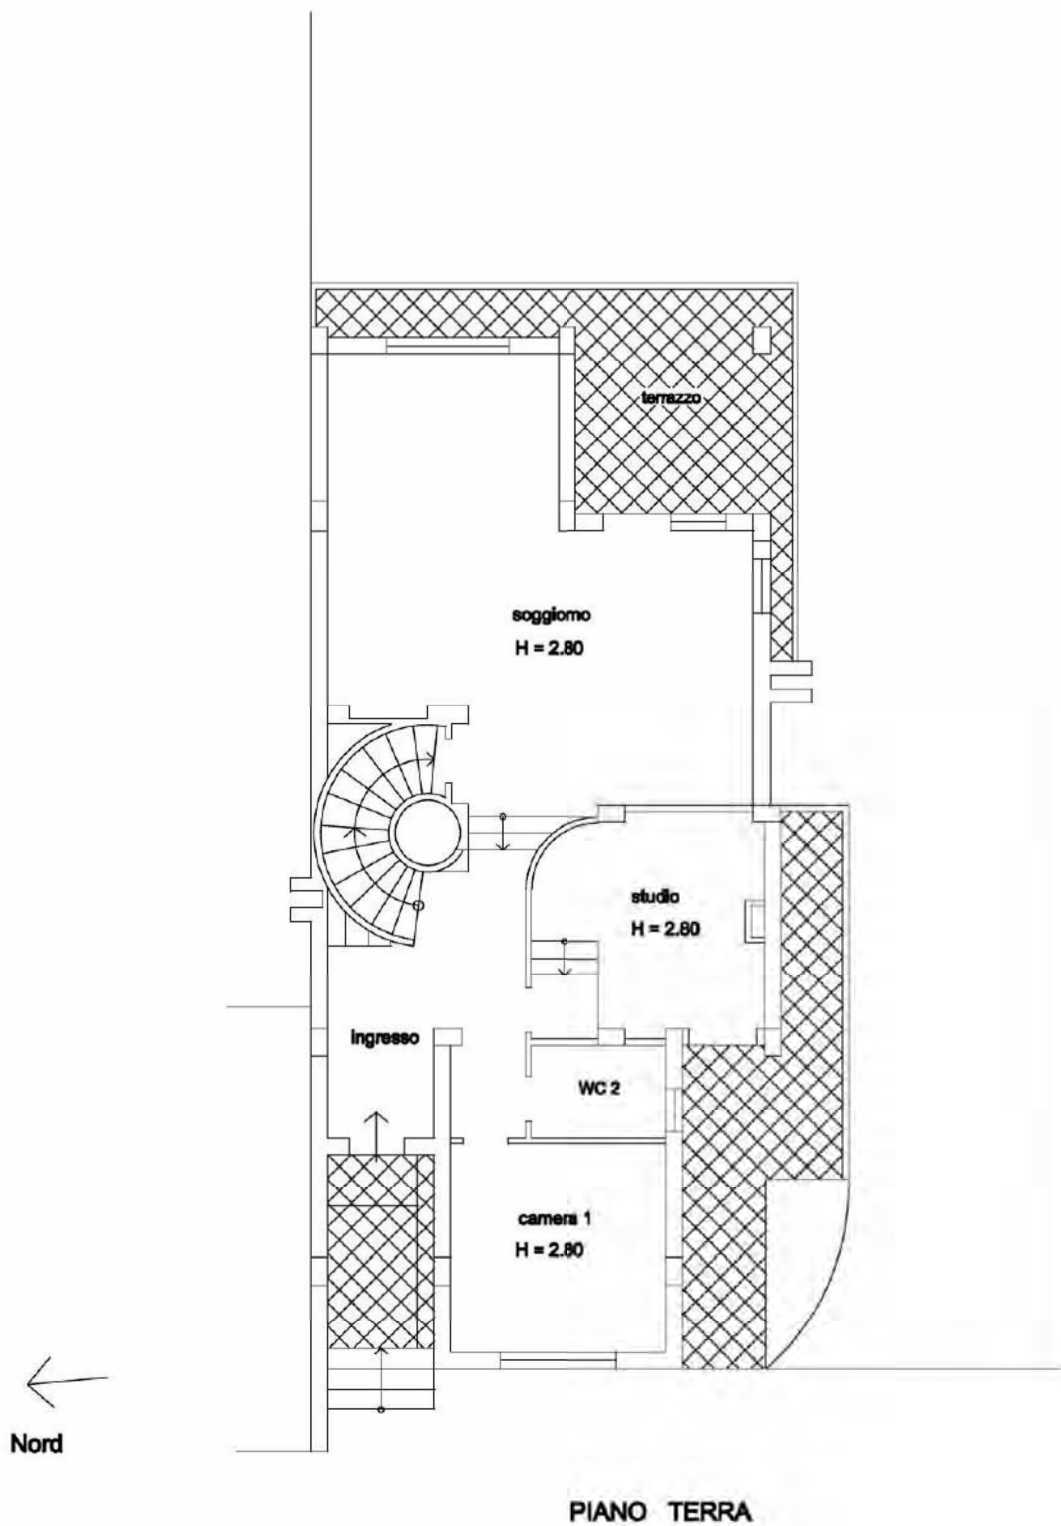 terrazzo
soggiorno
H = 2.80
studio
H = 2.80
ingresso
WC 2
camera 1
H = 2.80
Nord
PIANO TERRA